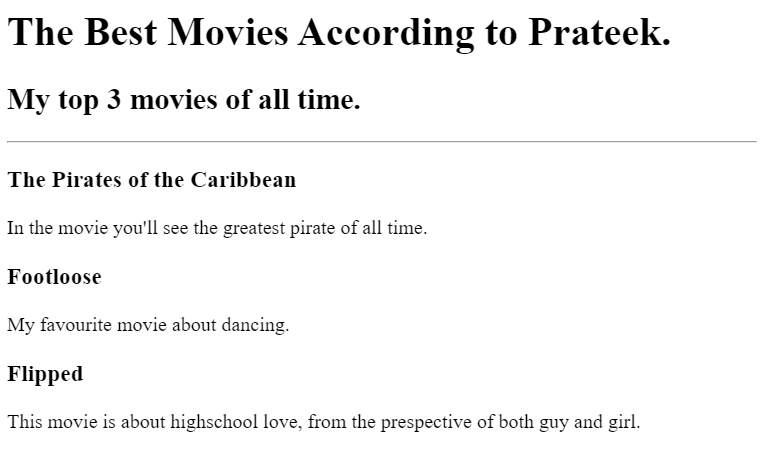 The Best Movies According to Prateek.
My top 3 movies of all time.
The Pirates of the Caribbean
In the movie you'll see the greatest pirate of all time.
Footloose
My favourite movie about dancing.
Flipped
This movie is about highschool love, from the prespective of both guy and girl.